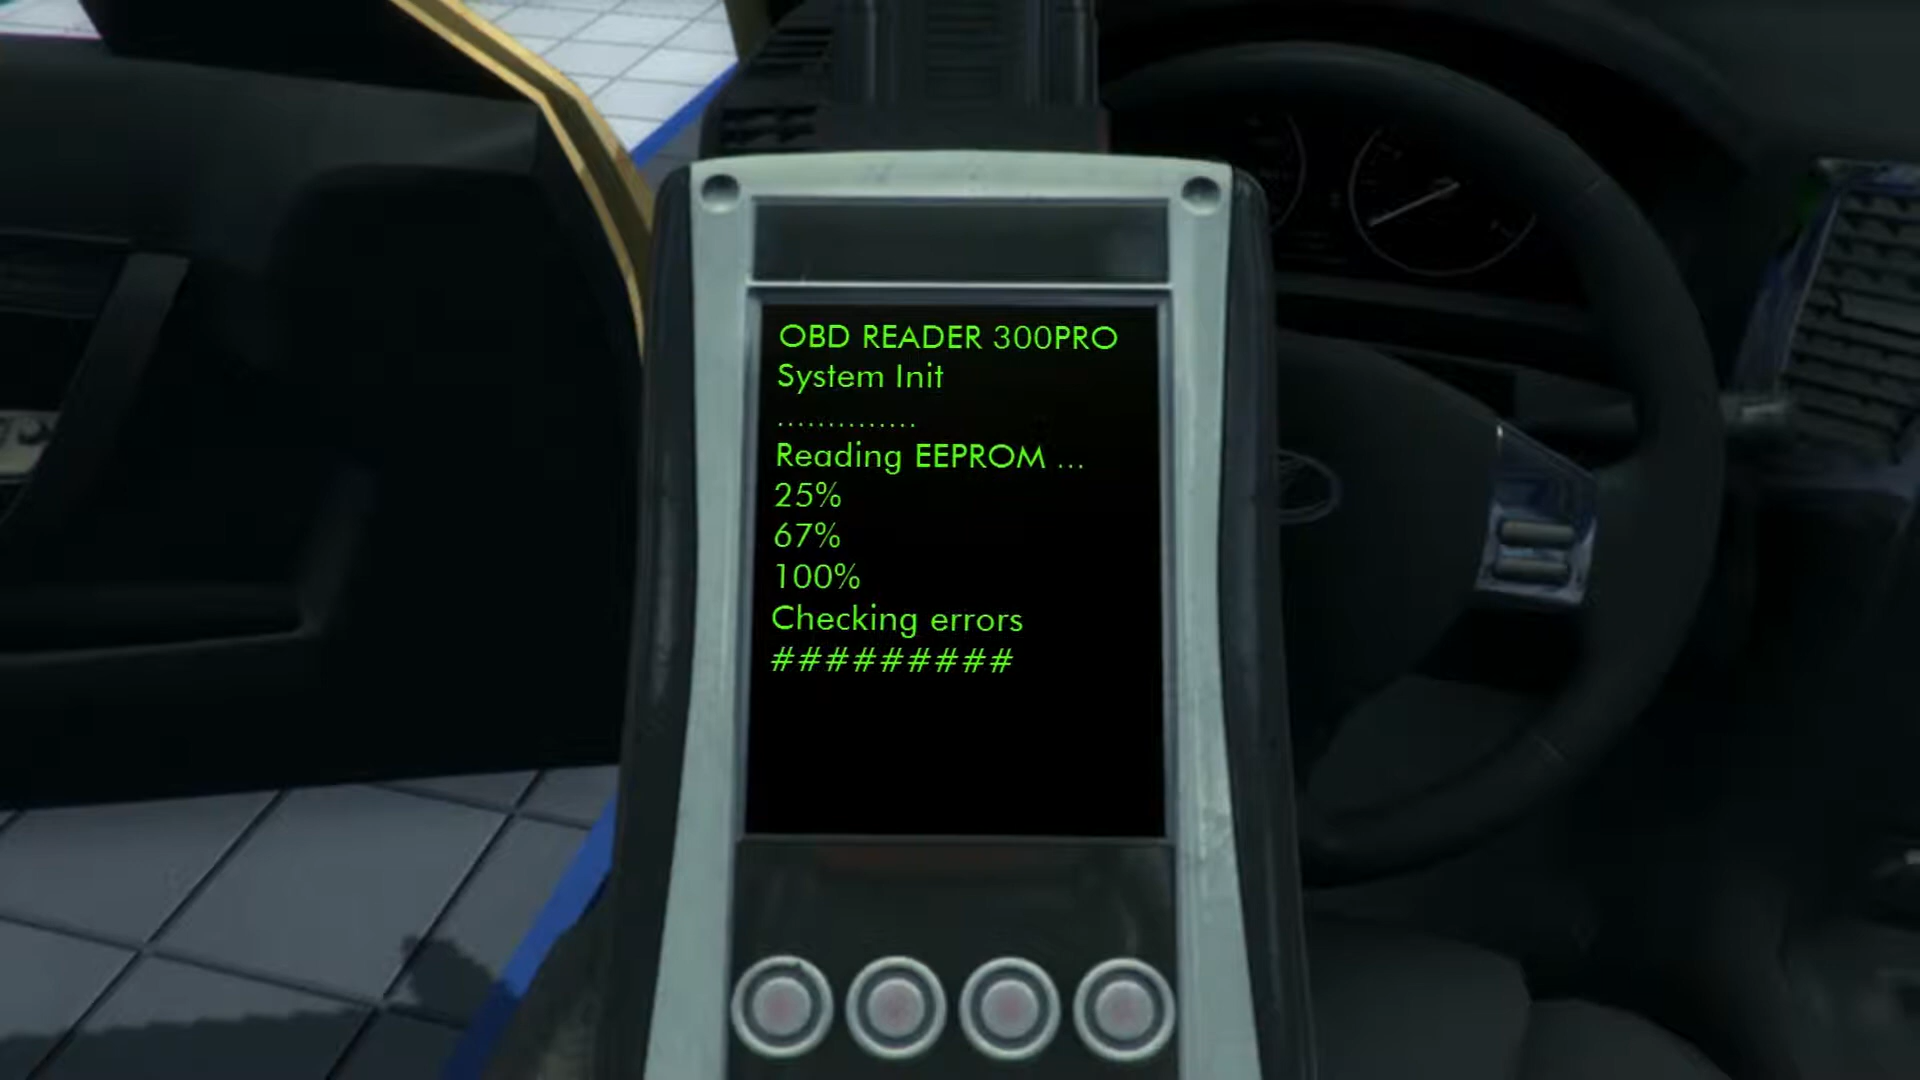 OBD READER 300PRO
System Init
..............
Reading EEPROM ...
25%
67%
100%
Checking errors
#########